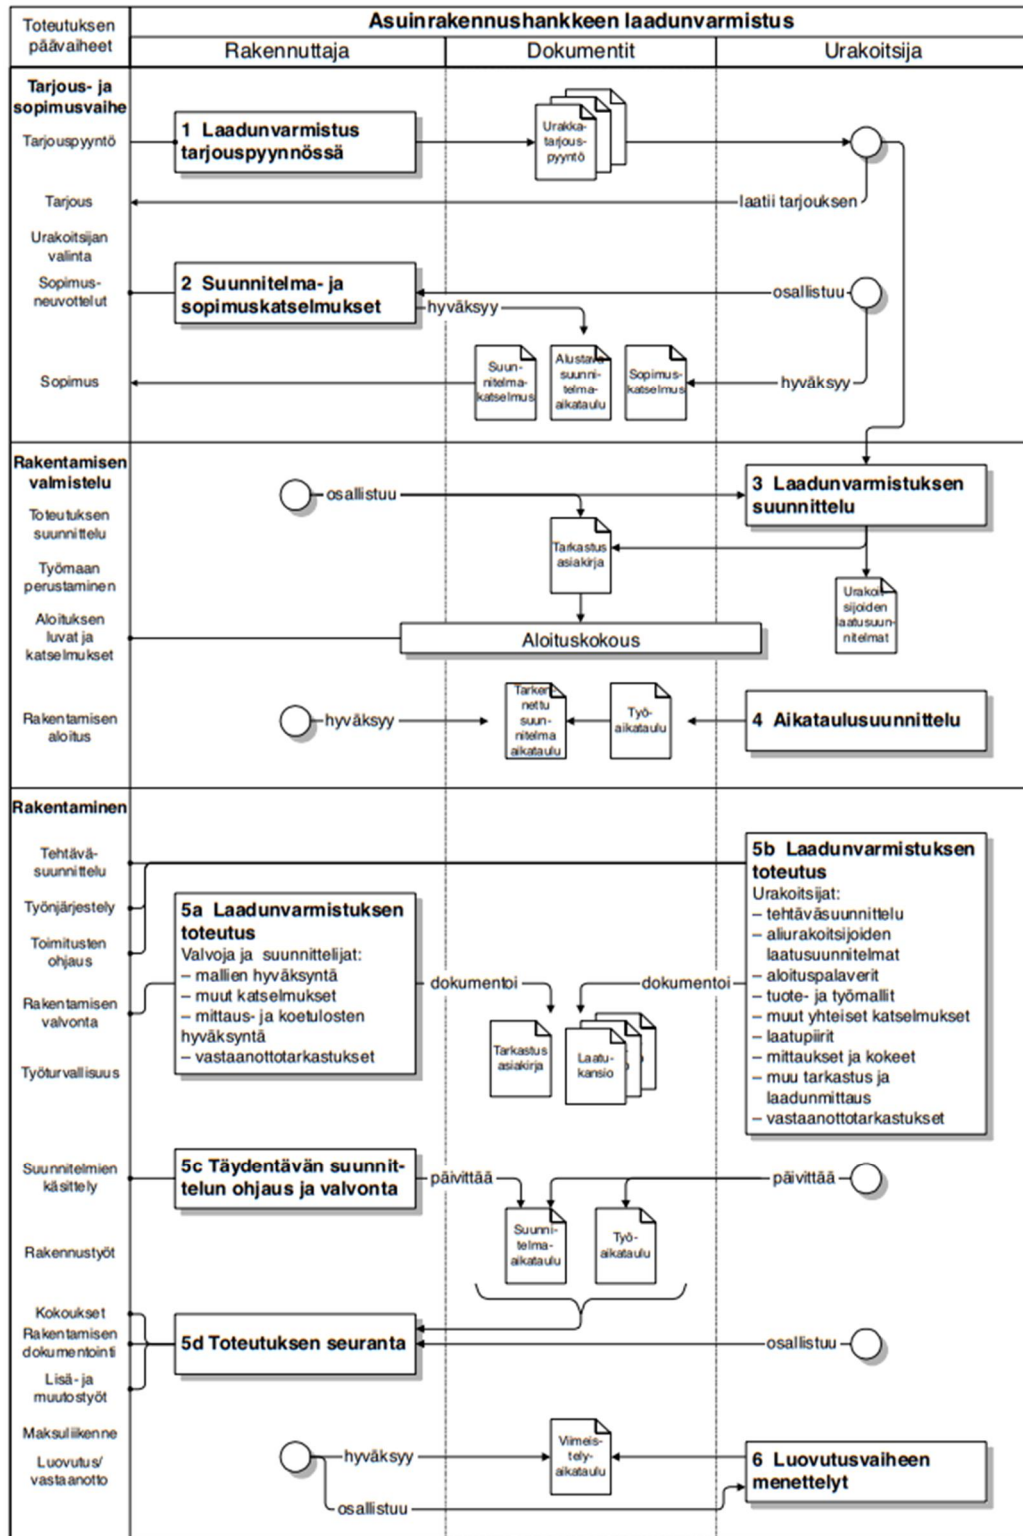 Toteutuksen
päävaiheet
Asuinrakennushankkeen laadunvarmistus
Rakennuttaja
Dokumentit
Urakoitsija
Tarjous- ja
sopimusvaihe
Tarjouspyyntö
1 Laadunvarmistus
tarjouspyynnössä
Urakka-
tarjous-
pyyntö
Tarjous
laatii tarjouksen
Urakoitsijan
valinta
Sopimus-
neuvottelut
2 Suunnitelma- ja
sopimuskatselmukset
osallistuu
hyväksyy
Sopimus
Suun-
nitelma-
katselmus
Alustava
suunni-
telma-
aikataulu
Sopimus-
katselmus
hyväksyy
Rakentamisen
valmistelu
Toteutuksen
suunnittelu
osallistuu
3 Laadunvarmistuksen
suunnittelu
Tarkastus
asiakirja
Työmaan
perustaminen
Urakoit-
sijoiden
laatusuun-
nitelmat
Aloituksen
luvat ja
katselmukset
Aloituskokous
Rakentamisen
aloitus
hyväksyy
Tarken-
nettu
suun-
nitelma
aikataulu
Työ-
aikataulu
4 Aikataulusuunnittelu
Rakentaminen
Tehtävä-
suunnittelu
Työnjärjestely
Toimitusten
ohjaus
Rakentamisen
valvonta
Työturvallisuus
5a Laadunvarmistuksen
toteutus
Valvoja ja suunnittelijat:
– mallien hyväksyntä
– muut katselmukset
– mittaus- ja koetulosten
hyväksyntä
– vastaanottotarkastukset
dokumentoi
dokumentoi
Tarkastus
asiakirja
Laatu-
kansio
5b Laadunvarmistuksen
toteutus
Urakoitsijat:
– tehtäväsuunnittelu
– aliurakoitsijoiden
laatusuunnitelmat
– aloituspalaverit
– tuote- ja työmallit
– muut yhteiset katselmukset
– laatupiirit
– mittaukset ja kokeet
– muu tarkastus ja
laadunmittaus
– vastaanottotarkastukset
Suunnitelmien
käsittely
5c Täydentävän suunnit-
telun ohjaus ja valvonta
päivittää
päivittää
Suunni-
telma-
aikataulu
Työ-
aikataulu
Rakennustyöt
Kokoukset
Rakentamisen
dokumentointi
Lisä- ja
muutostyöt
5d Toteutuksen seuranta
osallistuu
Maksuliikenne
Luovutus/
vastaanotto
hyväksyy
Viimeis-
tely-
aikataulu
6 Luovutusvaiheen
menettelyt
osallistuu